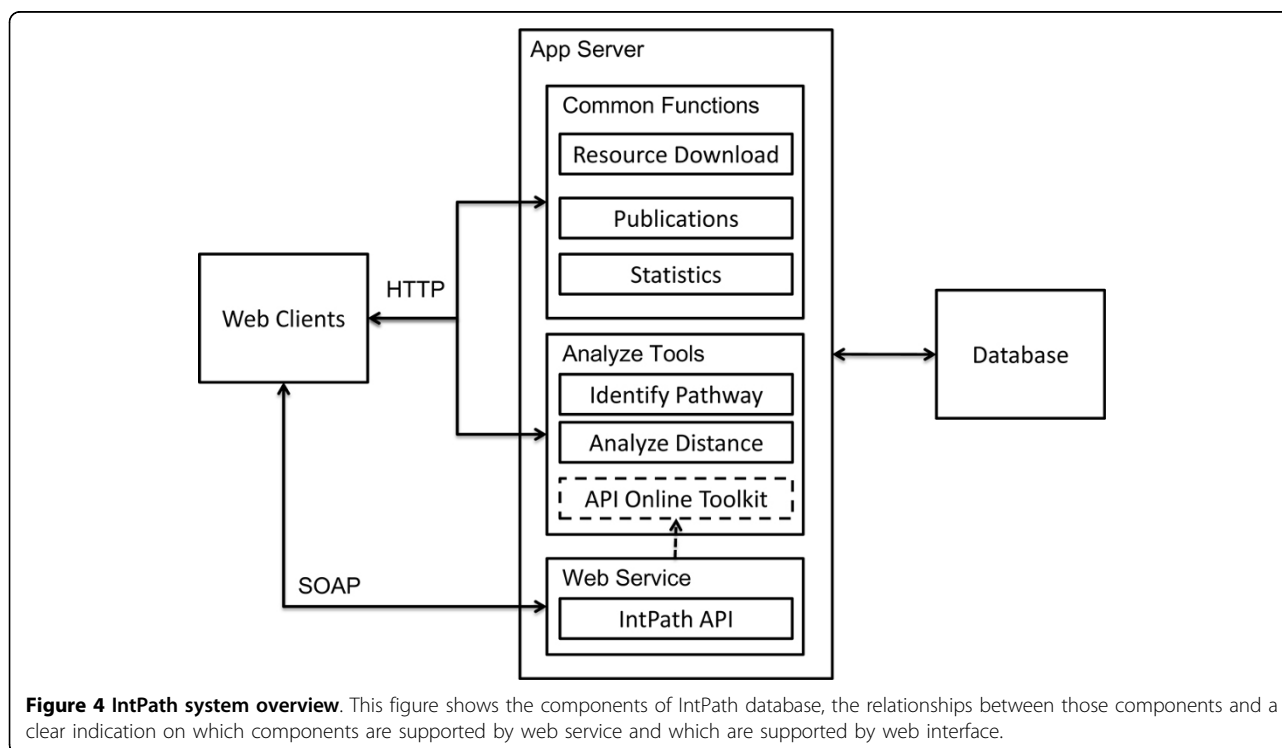 App Server
Common Functions
Resource Download
Publications
Statistics
HTTP
Web Clients
Analyze Tools
Identify Pathway
Analyze Distance
API Online Toolkit
Database
SOAP
Web Service
IntPath API
Figure 4 IntPath system overview. This figure shows the components of IntPath database, the relationships between those components and a
clear indication on which components are supported by web service and which are supported by web interface.